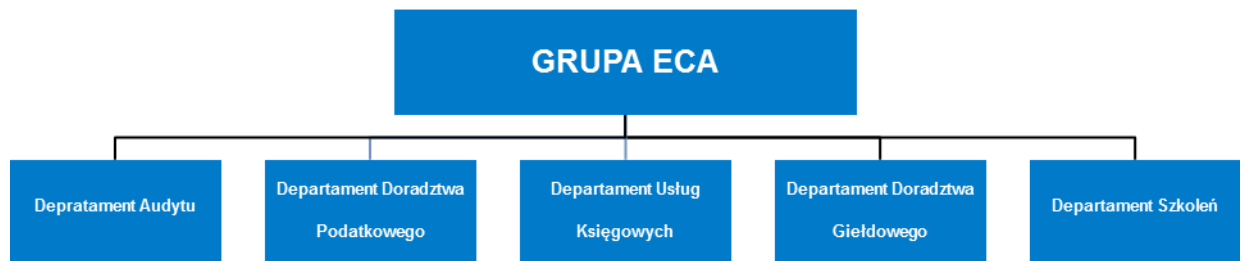 GRUPA ECA
Depratament Audytu
Departament Doradztwa
Podatkowego
Departament Usług
Księgowych
Departament Doradztwa
Giełdowego
Departament Szkoleń